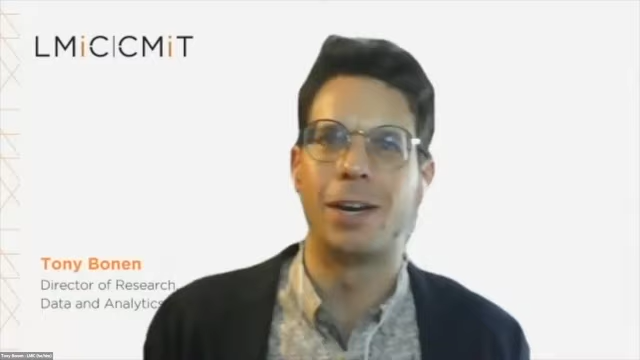 LMiC|CMiT
Tony Bonen
Director of Research,
Data and Analytics